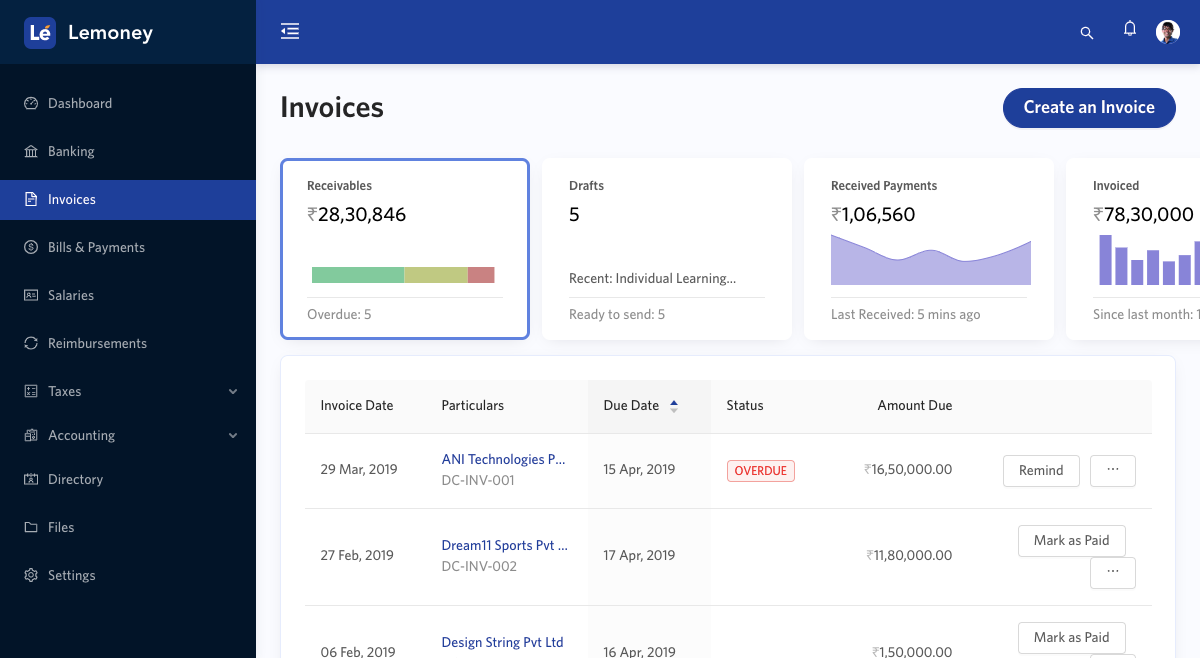 Lé Lemoney
Dashboard
Banking
Invoices
Bills & Payments
Salaries
Reimbursements
Taxes
Accounting
Directory
Files
Settings
Invoices
Create an Invoice
Receivables
₹28,30,846
Overdue: 5
Drafts
5
Recent: Individual Learning...
Ready to send: 5
Received Payments
₹1,06,560
Last Received: 5 mins ago
Invoiced
₹78,30,000
Since last month:
Invoice Date Particulars Due Date Status Amount Due
29 Mar, 2019 ANI Technologies P... 15 Apr, 2019 OVERDUE ₹16,50,000.00 Remind ...
DC-INV-001
27 Feb, 2019 Dream11 Sports Pvt ... 17 Apr, 2019 ₹11,80,000.00 Mark as Paid
DC-INV-002 ...
06 Feb, 2019 Design String Pvt Ltd 16 Apr, 2019 ₹1,50,000.00 Mark as Paid